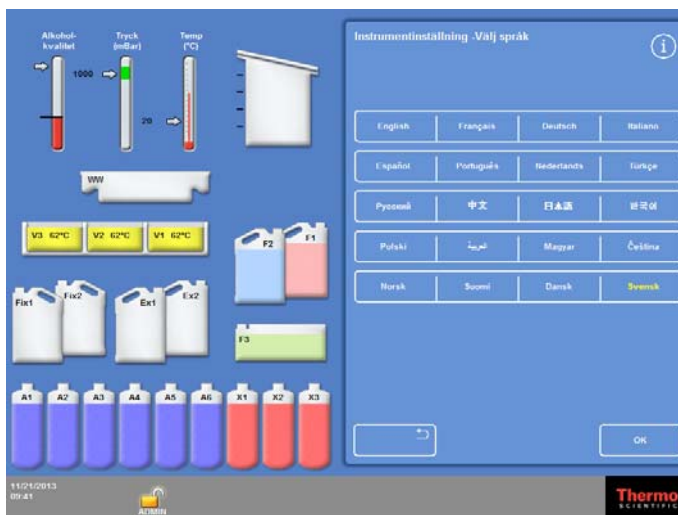 Alkohol-
kvalitet
Tryck
(mBar)
Temp
(°C)
1000
20
WW
V3 62°C
V2 62°C
V1 62°C
F2
F1
Fix1
Fix2
Ex1
Ex2
F3
A1
A2
A3
A4
A5
A6
X1
X2
X3
Instrumentinställning -Välj språk
i
English
Français
Deutsch
Italiano
Español
Português
Nederlands
Türkçe
Русский
中文
日本語
한국어
Polski
عربية
Magyar
Čeština
Norsk
Suomi
Dansk
Svensk
OK
11/21/2013
09:41
ADMIN
Thermo
SCIENTIFIC